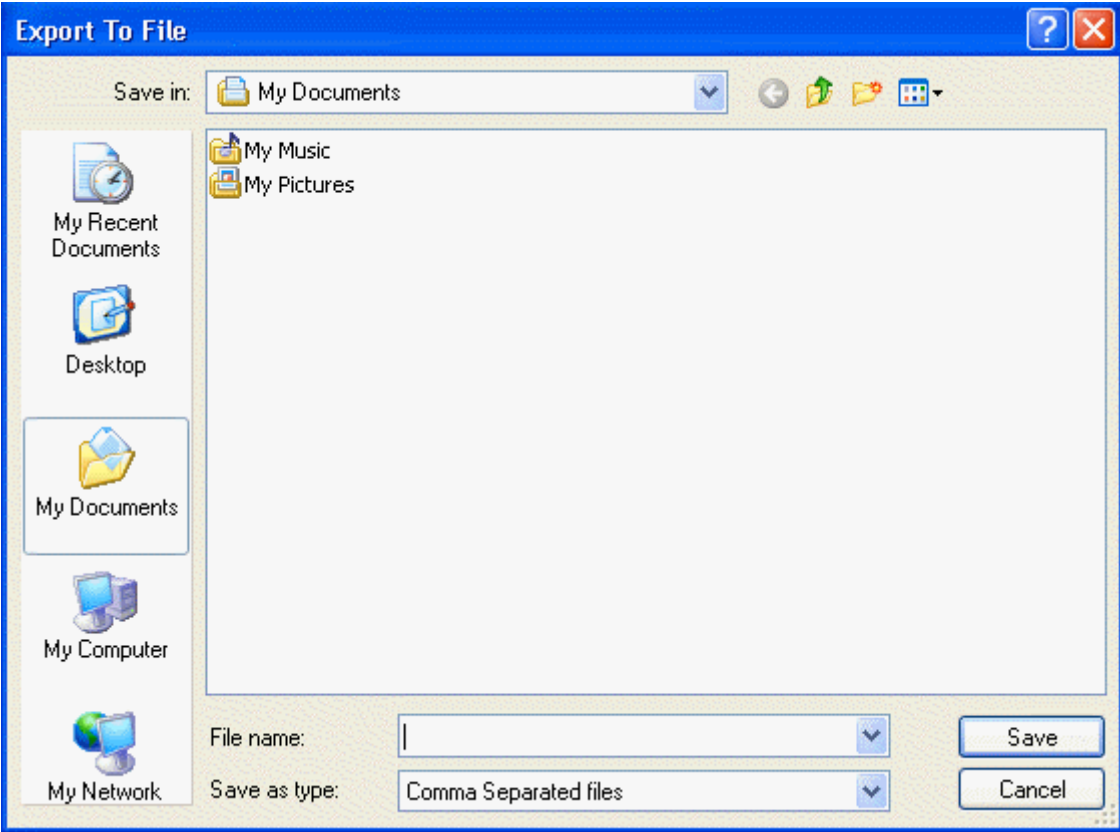 Export To File
Save in: My Documents
My Music
My Pictures
My Recent
Documents
Desktop
My Documents
My Computer
My Network
File name:
Save
Save as type: Comma Separated files
Cancel